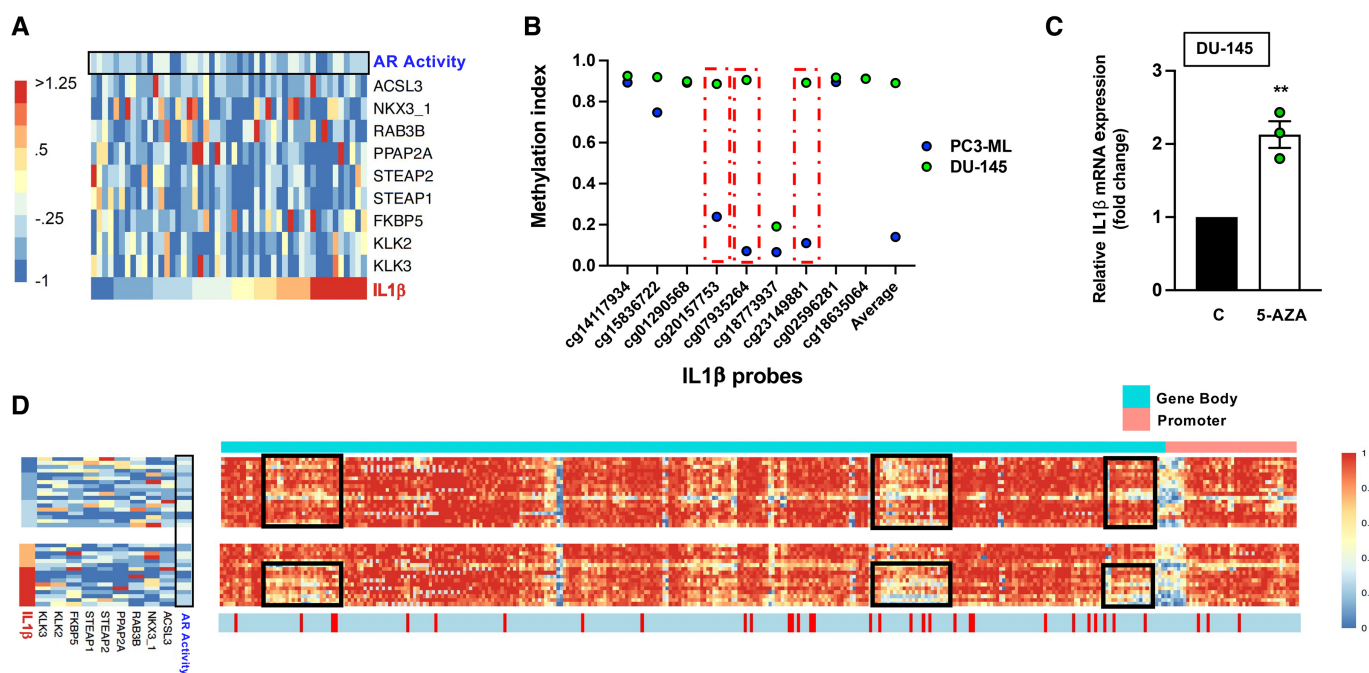 A
>1.25
.5
-.25
-1
AR Activity
ACSL3
NKX3_1
RAB3B
PPAP2A
STEAP2
STEAP1
FKBP5
KLK2
KLK3
IL1β
B
Methylation index
1.0
0.8
0.6
0.4
0.2
0.0
cg14117934
cg15836722
cg01290568
cg20157753
cg07935264
cg18773937
cg23149881
cg02596281
cg18635064
Average
IL1β probes
PC3-ML
DU-145
C
DU-145
Relative IL1β mRNA expression
(fold change)
3
2
1
0
**
C
5-AZA
D
Gene Body
Promoter
IL1β
KLK3
KLK2
FKBP5
STEAP1
STEAP2
PPAP2A
RAB3B
NKX3_1
ACSL3
AR Activity
1
0